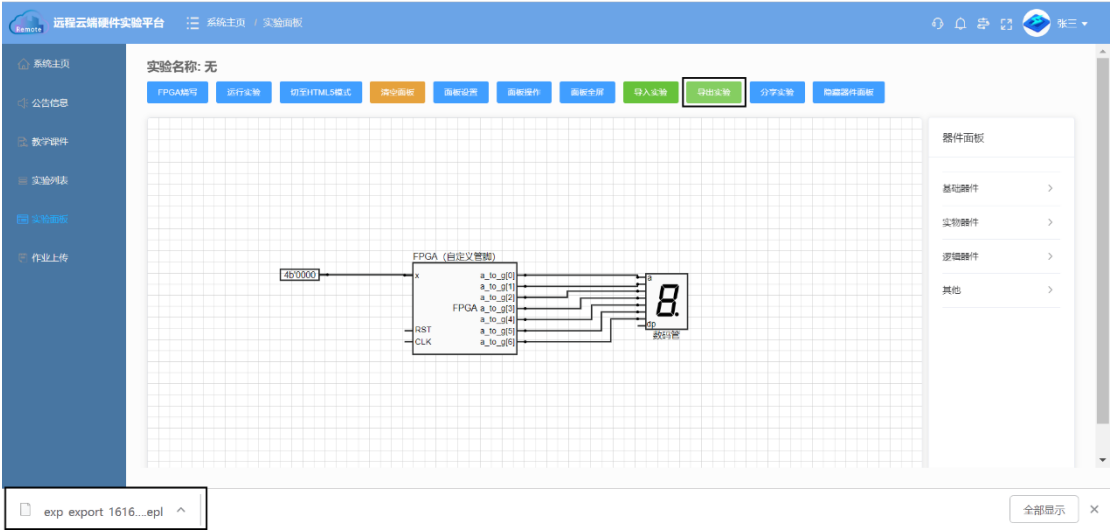 Remote 远程云端硬件实验平台 系统主页 / 实验面板 张三
系统主页
公告信息
教学课件
实验列表
实验面板
作业上传
实验名称: 无
FPGA烧写 运行实验 切至HTML5模式 清空面板 面板设置 面板操作 面板全屏 导入实验 导出实验 分享实验 隐藏器件面板
器件面板
基础器件
实物器件
逻辑器件
其他
FPGA（自定义管脚）
4b'0000
x
a_to_g[0]
a_to_g[1]
a_to_g[2]
FPGA a_to_g[3]
a_to_g[4]
RST a_to_g[5]
CLK a_to_g[6]
a
8.
dp
数码管
exp export 1616....epl
全部显示